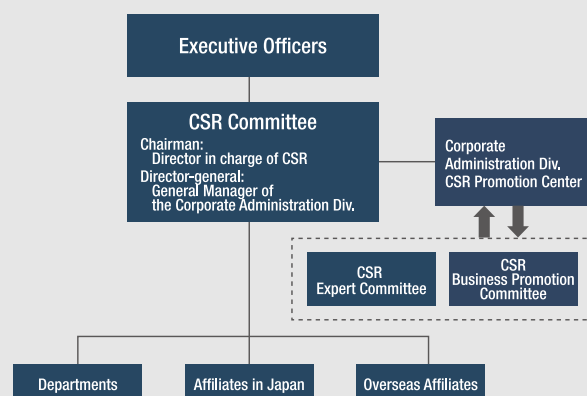 Executive Officers
CSR Committee
Chairman:
Director in charge of CSR
Director-general:
General Manager of
the Corporate Administration Div.
Corporate
Administration Div.
CSR Promotion Center
CSR
Expert Committee
CSR
Business Promotion
Committee
Departments
Affiliates in Japan
Overseas Affiliates